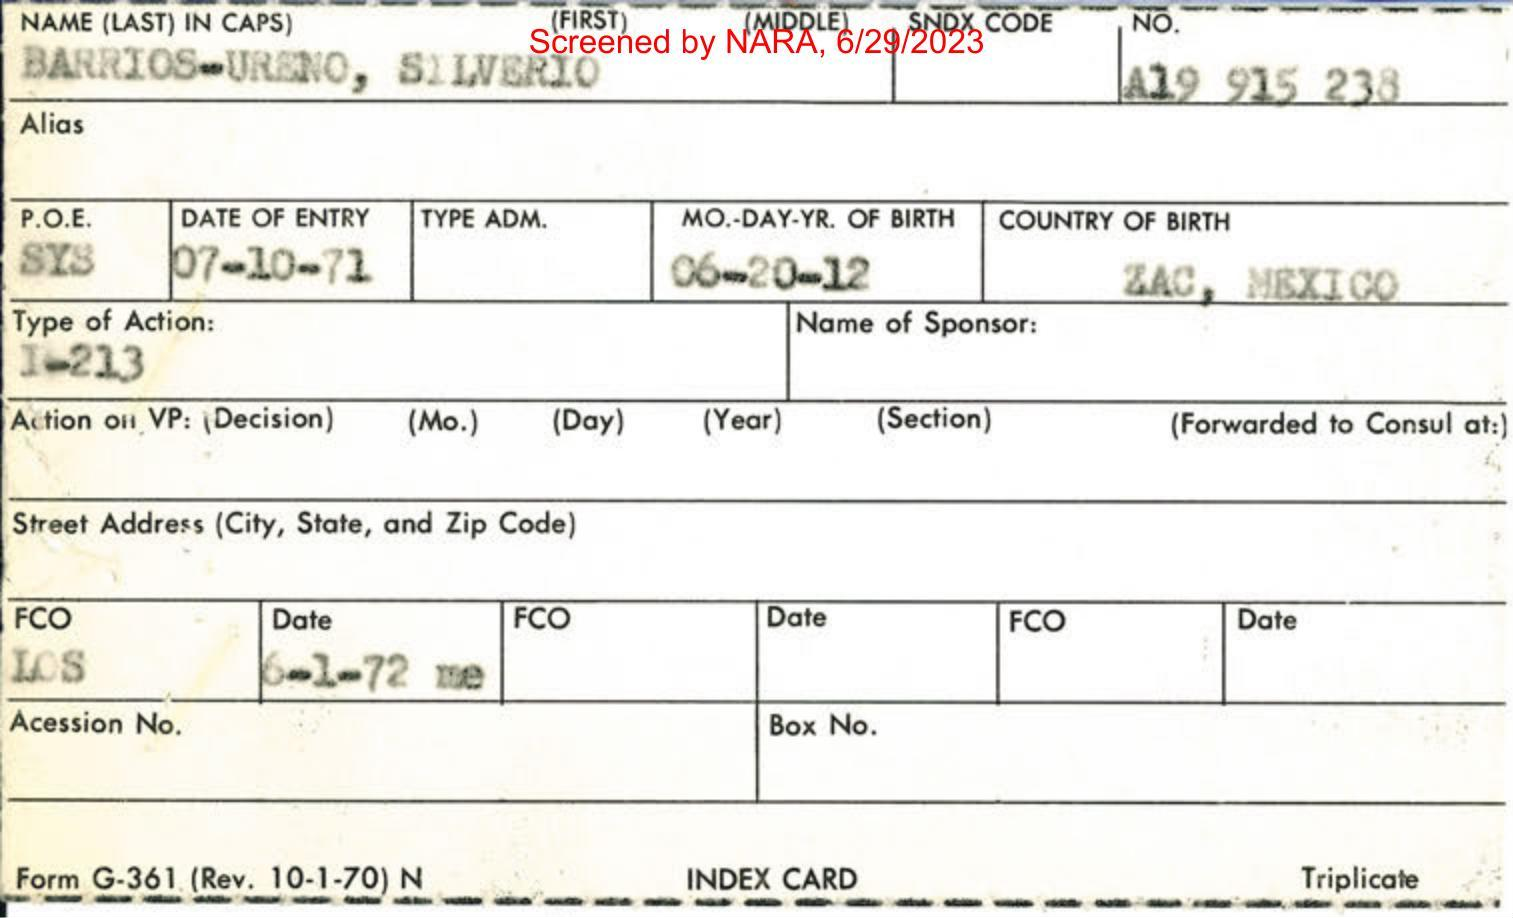 NAME (LAST) IN CAPS) (FIRST) (MIDDLE) SNDX CODE NO.
Screened by NARA, 6/29/2023
BARRIOS-URENO, SILVERIO A19 915 238
Alias
P.O.E. DATE OF ENTRY TYPE ADM. MO.-DAY-YR. OF BIRTH COUNTRY OF BIRTH
SYS 07-10-71 06-20-12 ZAC, MEXICO
Type of Action: Name of Sponsor:
I-213
Action on VP: (Decision) (Mo.) (Day) (Year) (Section) (Forwarded to Consul at:)
Street Address (City, State, and Zip Code)
FCO Date FCO Date FCO Date
LOS 6-1-72 me
Acession No. Box No.
Form G-361 (Rev. 10-1-70) N INDEX CARD Triplicate